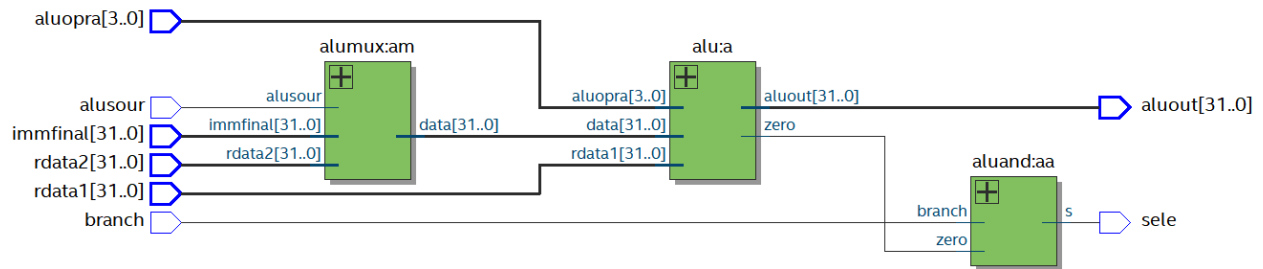 aluopra[3..0]
alumux:am
alu:a
alusour
alusour
aluopra[3..0]
aluout[31..0]
aluout[31..0]
immfinal[31..0]
immfinal[31..0]
data[31..0]
data[31..0]
zero
rdata2[31..0]
rdata2[31..0]
rdata1[31..0]
aluand:aa
rdata1[31..0]
branch
branch
s
sele
zero